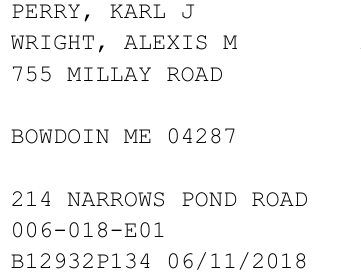 PERRY, KARL J
WRIGHT, ALEXIS M
755 MILLAY ROAD
BOWDOIN ME 04287
214 NARROWS POND ROAD
006-018-E01
B12932P134 06/11/2018